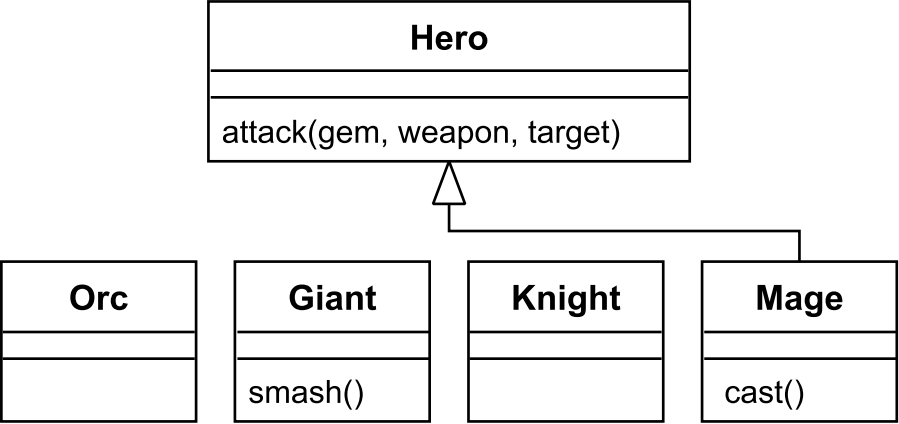 Hero
attack(gem, weapon, target)
Orc
Giant
Knight
Mage
smash()
cast()